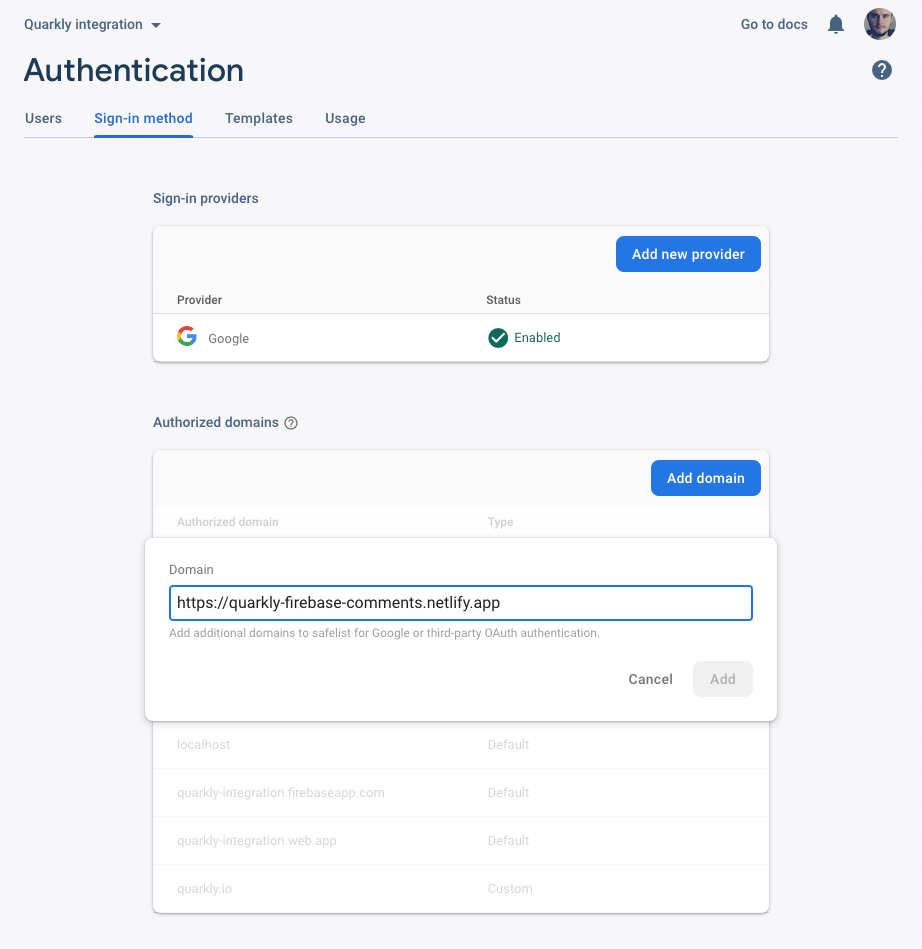 Quarkly integration
Go to docs
Authentication
?
Users Sign-in method Templates Usage
Sign-in providers
Add new provider
Provider Status
Google Enabled
Authorized domains ?
Add domain
Authorized domain Type
Domain
https://quarkly-firebase-comments.netlify.app
Add additional domains to safelist for Google or third-party OAuth authentication.
Cancel Add
localhost Default
quarkly-integration.firebaseapp.com Default
quarkly-integration.web.app Default
quarkly.io Custom